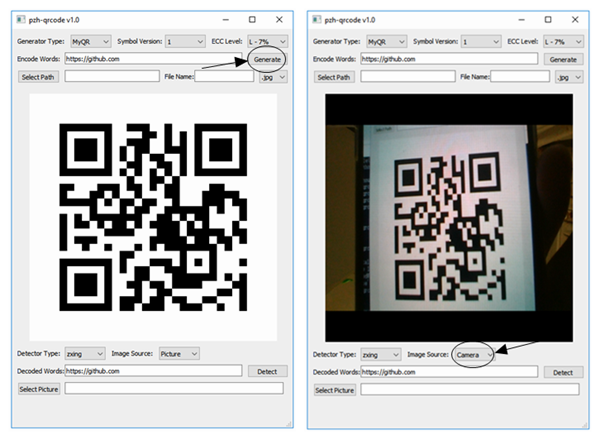 pzh-qrcode v1.0
Generator Type: MyQR Symbol Version: 1 ECC Level: L - 7%
Encode Words: https://github.com Generate
Select Path File Name: .jpg
Detector Type: zxing Image Source: Picture
Decoded Words: https://github.com Detect
Select Picture
pzh-qrcode v1.0
Generator Type: MyQR Symbol Version: 1 ECC Level: L - 7%
Encode Words: https://github.com Generate
Select Path File Name: .jpg
Detector Type: zxing Image Source: Camera
Decoded Words: https://github.com Detect
Select Picture